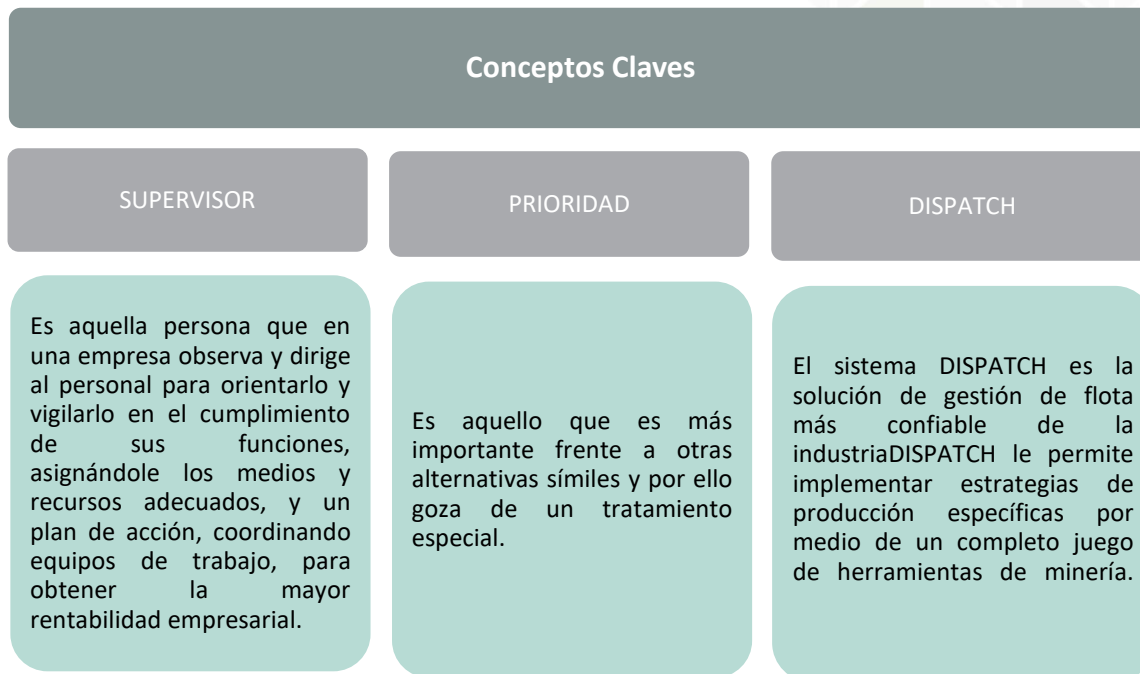 Conceptos Claves
SUPERVISOR
Es aquella persona que en
una empresa observa y dirige
al personal para orientarlo y
vigilarlo en el cumplimiento
de sus funciones,
asignándole los medios y
recursos adecuados, y un
plan de acción, coordinando
equipos de trabajo, para
obtener la mayor
rentabilidad empresarial.
PRIORIDAD
Es aquello que es más
importante frente a otras
alternativas símiles y por ello
goza de un tratamiento
especial.
DISPATCH
El sistema DISPATCH es la
solución de gestión de flota
más confiable de la
industriaDISPATCH le permite
implementar estrategias de
producción específicas por
medio de un completo juego
de herramientas de minería.